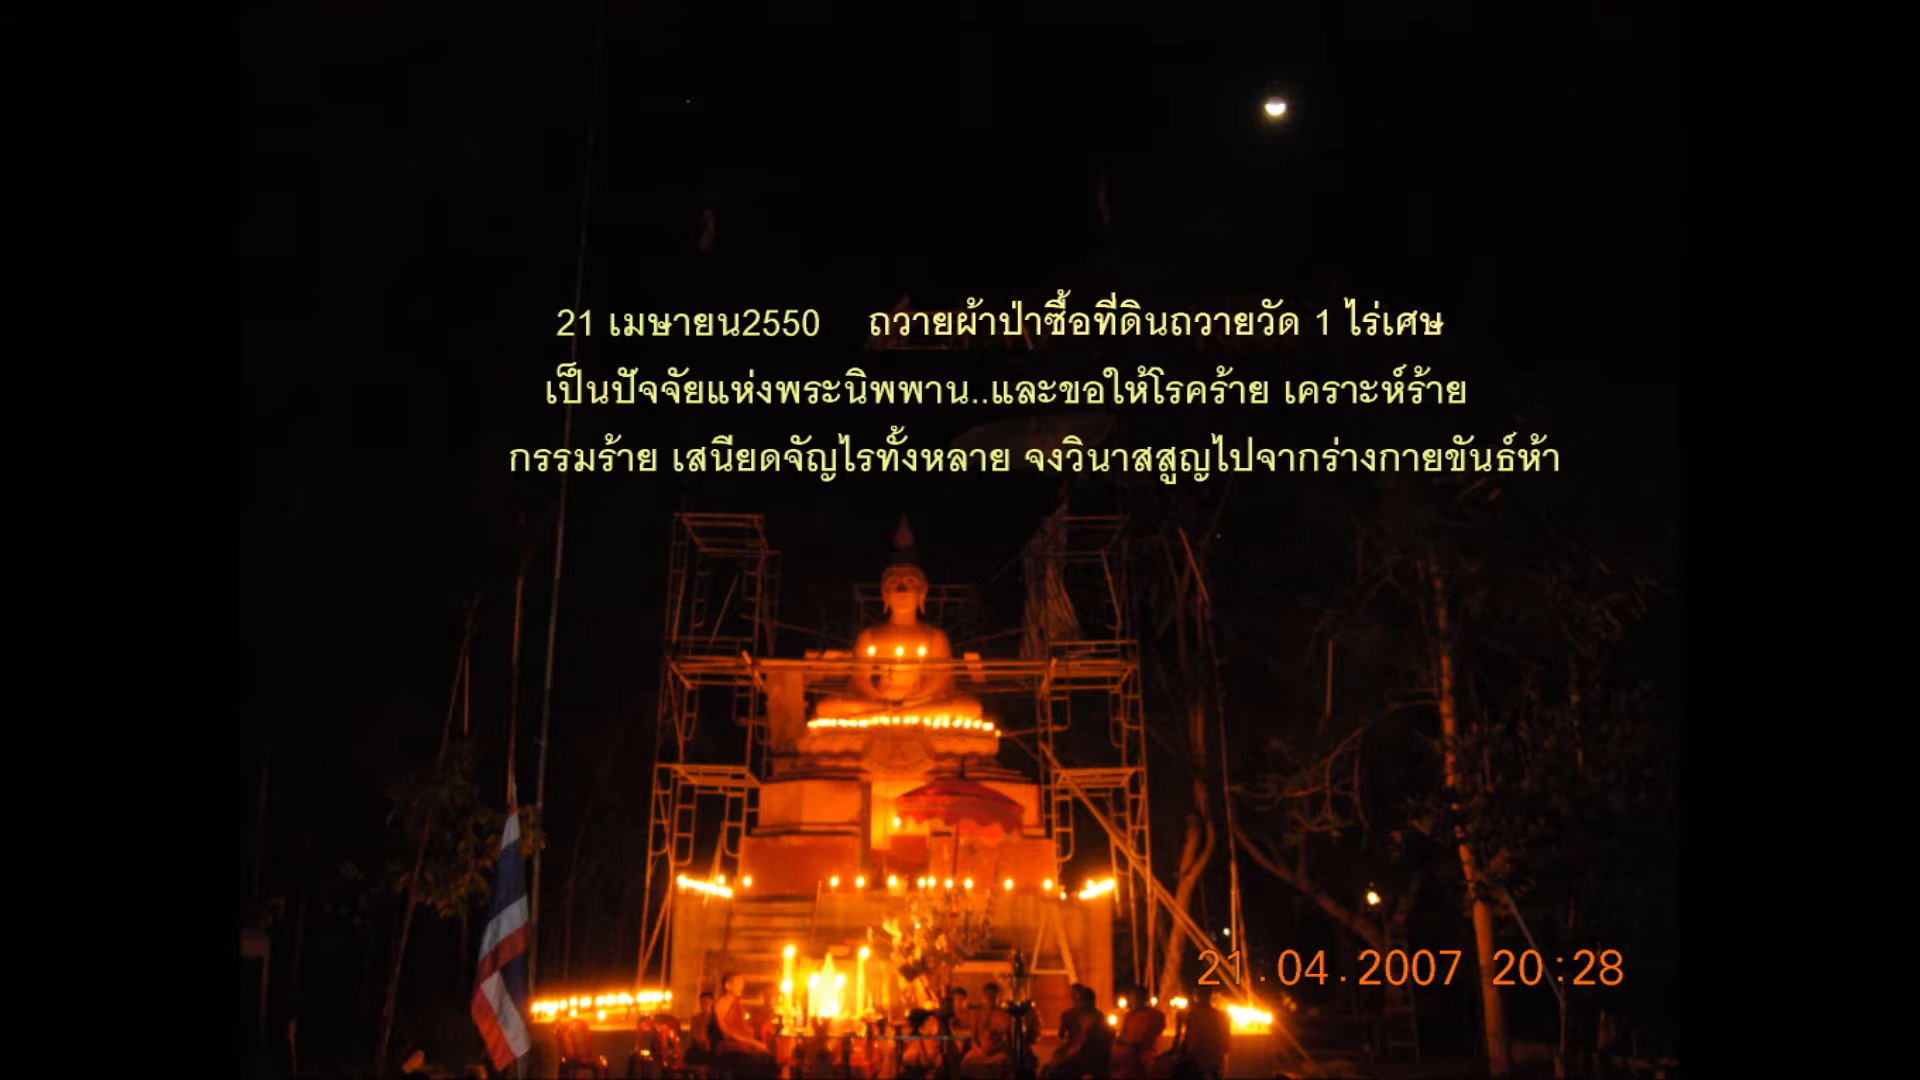 21 เมษายน2550 ถวายผ้าป่าซื้อที่ดินถวายวัด 1 ไร่เศษ
เป็นปัจจัยแห่งพระนิพพาน..และขอให้โรคร้าย เคราะห์ร้าย
กรรมร้าย เสนียดจัญไรทั้งหลาย จงวินาสสูญไปจากร่างกายขันธ์ห้า
21.04.2007 20:28